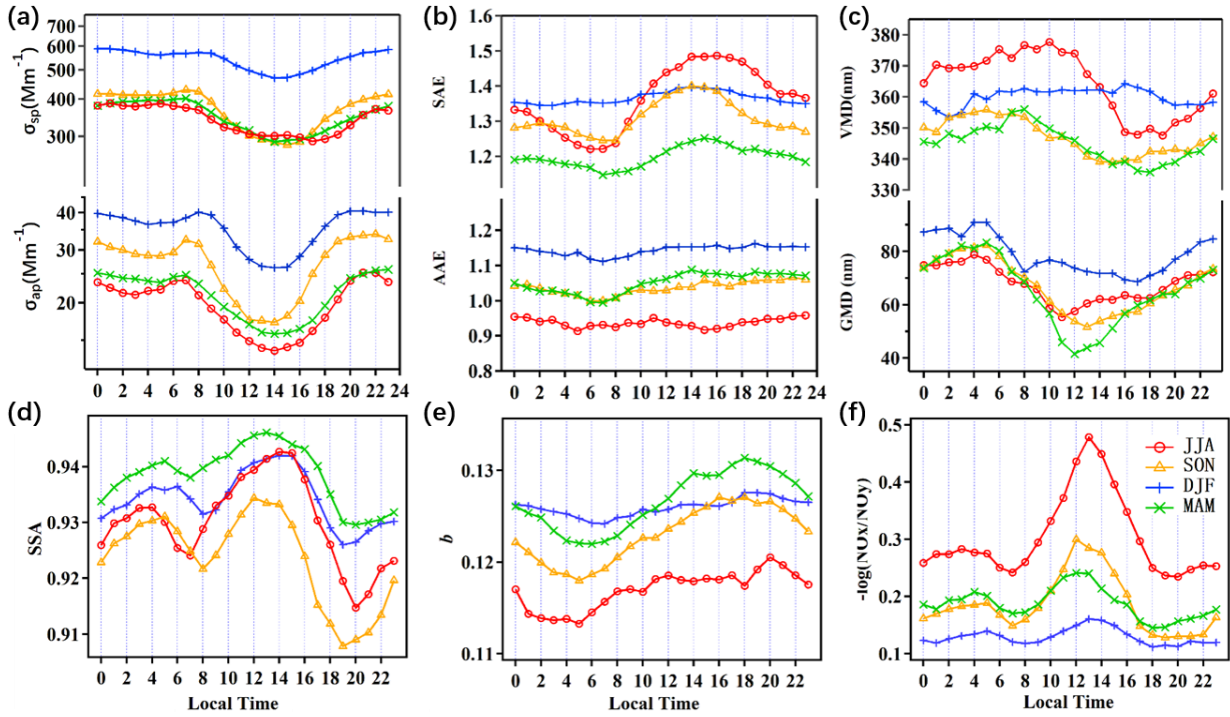 (a)
700
600
500
400
300
σsp(Mm⁻¹)
40
30
20
σap(Mm⁻¹)
0 2 4 6 8 10 12 14 16 18 20 22 24
(b)
1.6
1.5
1.4
1.3
1.2
1.1
SAE
1.2
1.1
1.0
0.9
0.8
AAE
0 2 4 6 8 10 12 14 16 18 20 22 24
(c)
380
370
360
350
340
330
VMD(nm)
80
60
40
GMD (nm)
0 2 4 6 8 10 12 14 16 18 20 22
(d)
0.94
0.93
0.92
0.91
SSA
0 2 4 6 8 10 12 14 16 18 20 22
Local Time
(e)
0.13
0.12
0.11
b
0 2 4 6 8 10 12 14 16 18 20 22
Local Time
(f)
0.5
0.4
0.3
0.2
0.1
-log(NOx/NOy)
JJA
SON
DJF
MAM
0 2 4 6 8 10 12 14 16 18 20 22
Local Time